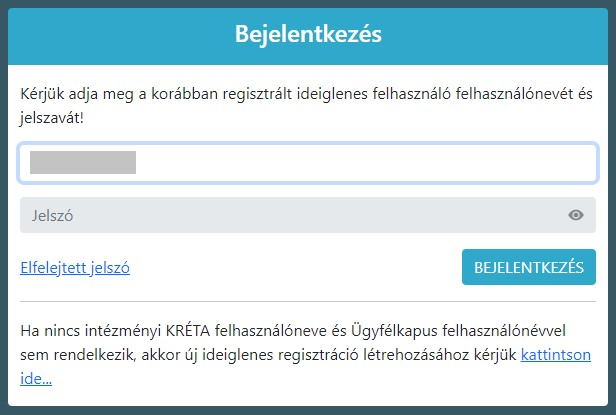 Bejelentkezés
Kérjük adja meg a korábban regisztrált ideiglenes felhasználó felhasználónevét és
jelszavát!
Jelszó
Elfelejtett jelszó
BEJELENTKEZÉS
Ha nincs intézményi KRÉTA felhasználóneve és Ügyfélkapus felhasználónévvel
sem rendelkezik, akkor új ideiglenes regisztráció létrehozásához kérjük kattintson
ide...